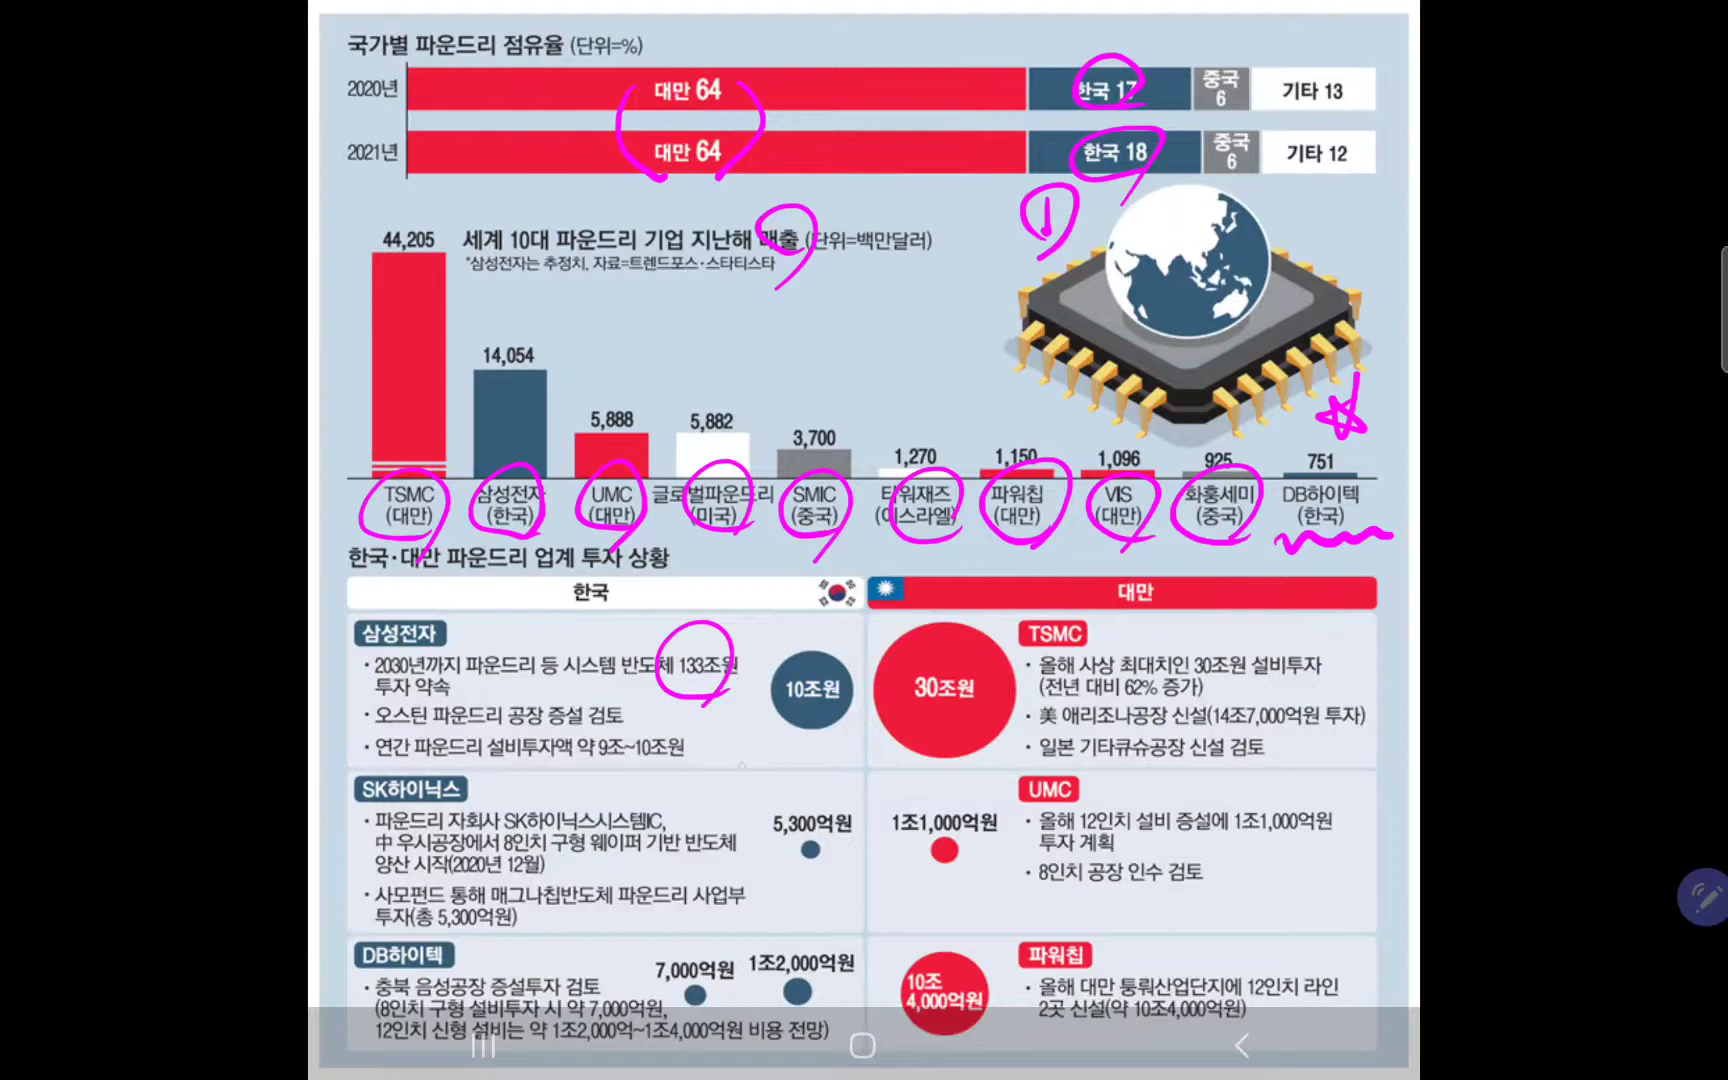 국가별 파운드리 점유율 (단위=%)
2020년 대만 64 한국 17 중국 6 기타 13
2021년 대만 64 한국 18 중국 6 기타 12
①
세계 10대 파운드리 기업 지난해 매출 (단위=백만달러)
*삼성전자는 추정치, 자료=트렌드포스·스타티스타
44,205
14,054
5,888
5,882
3,700
1,270
1,150
1,096
925
751
TSMC
(대만)
삼성전자
(한국)
UMC
(대만)
글로벌파운드리
(미국)
SMIC
(중국)
타워재즈
(이스라엘)
파워칩
(대만)
VIS
(대만)
화홍세미
(중국)
DB하이텍
(한국)
한국·대만 파운드리 업계 투자 상황
한국
대만
삼성전자
· 2030년까지 파운드리 등 시스템 반도체 133조원
투자 약속
· 오스틴 파운드리 공장 증설 검토
· 연간 파운드리 설비투자액 약 9조~10조원
10조원
30조원
TSMC
· 올해 사상 최대치인 30조원 설비투자
(전년 대비 62% 증가)
· 美 애리조나공장 신설(14조7,000억원 투자)
· 일본 기타큐슈공장 신설 검토
SK하이닉스
· 파운드리 자회사 SK하이닉스시스템IC,
中 우시공장에서 8인치 구형 웨이퍼 기반 반도체
양산 시작(2020년 12월)
· 사모펀드 통해 매그나칩반도체 파운드리 사업부
투자(총 5,300억원)
5,300억원
1조1,000억원
UMC
· 올해 12인치 설비 증설에 1조1,000억원
투자 계획
· 8인치 공장 인수 검토
DB하이텍
· 충북 음성공장 증설투자 검토
(8인치 구형 설비투자 시 약 7,000억원,
12인치 신형 설비는 약 1조2,000억~1조4,000억원 비용 전망)
7,000억원
1조2,000억원
10조
4,000억원
파워칩
· 올해 대만 퉁뤄산업단지에 12인치 라인
2곳 신설(약 10조4,000억원)